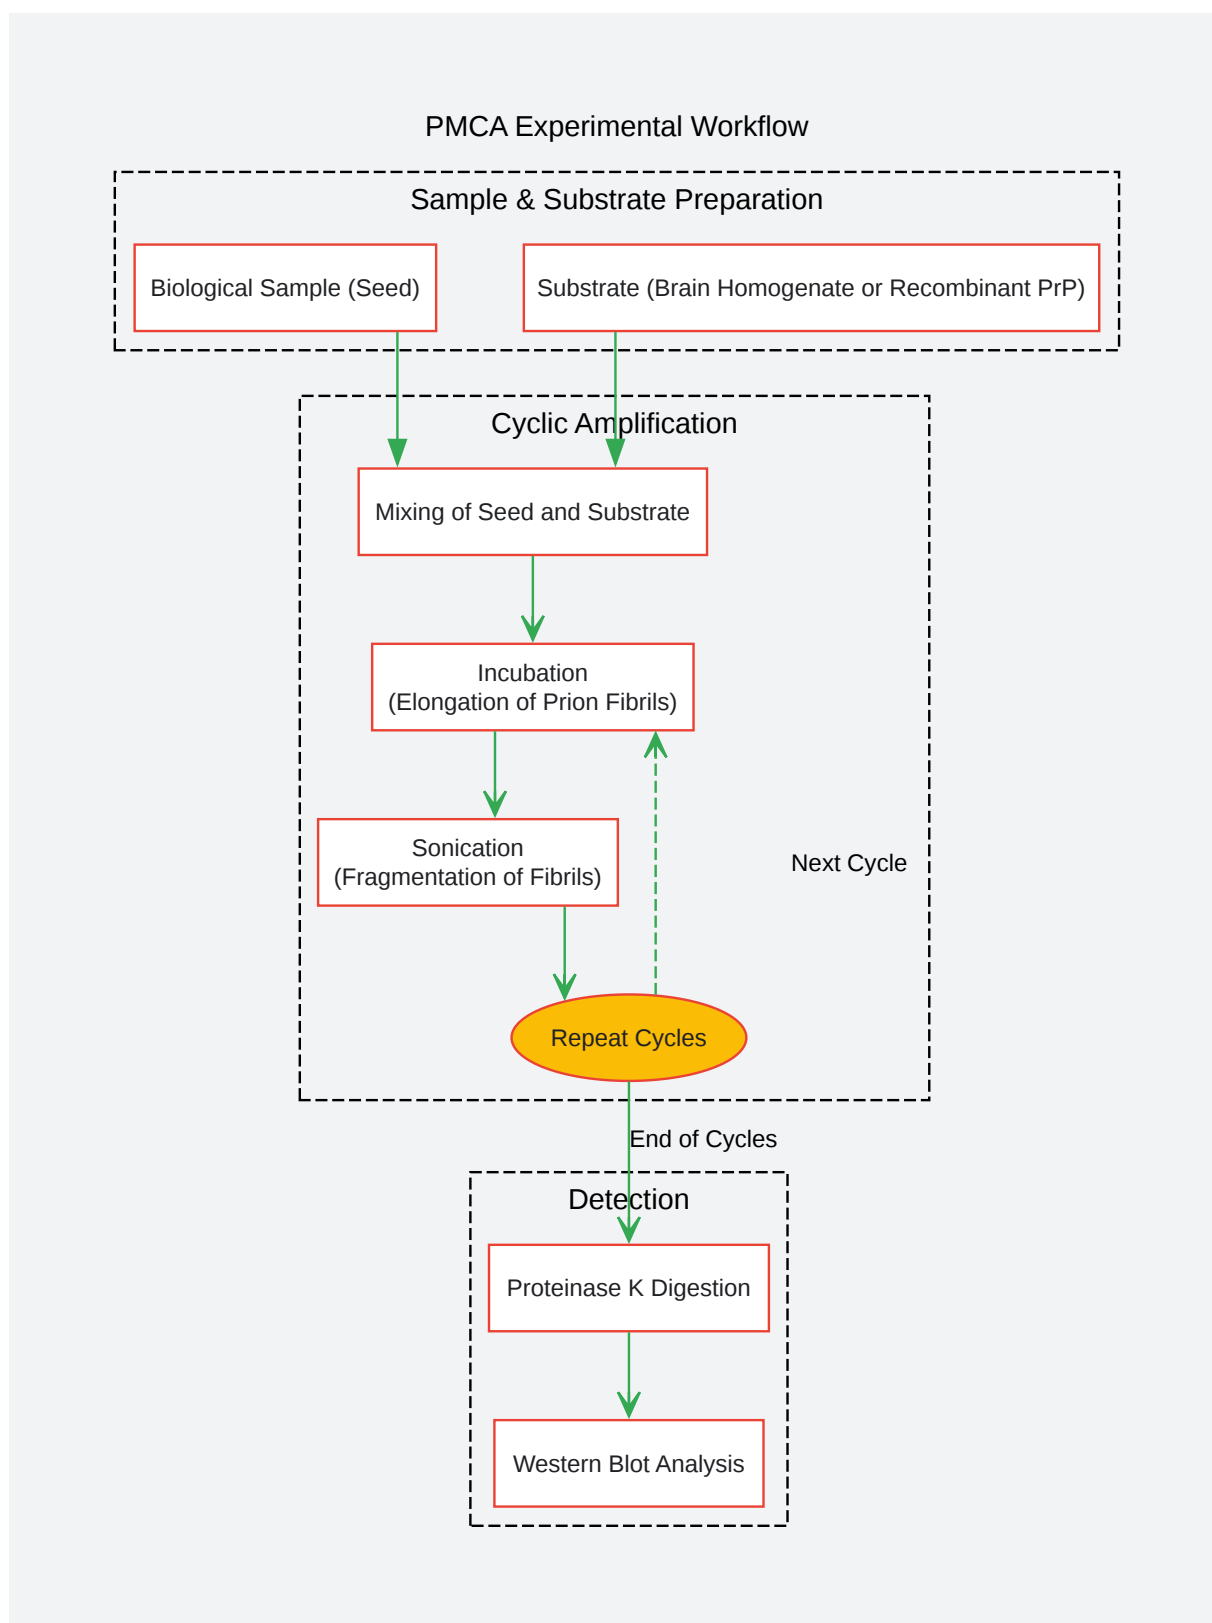 PMCA Experimental Workflow
Sample & Substrate Preparation
Biological Sample (Seed)
Substrate (Brain Homogenate or Recombinant PrP)
Cyclic Amplification
Mixing of Seed and Substrate
Incubation
(Elongation of Prion Fibrils)
Sonication
(Fragmentation of Fibrils)
Next Cycle
Repeat Cycles
End of Cycles
Detection
Proteinase K Digestion
Western Blot Analysis